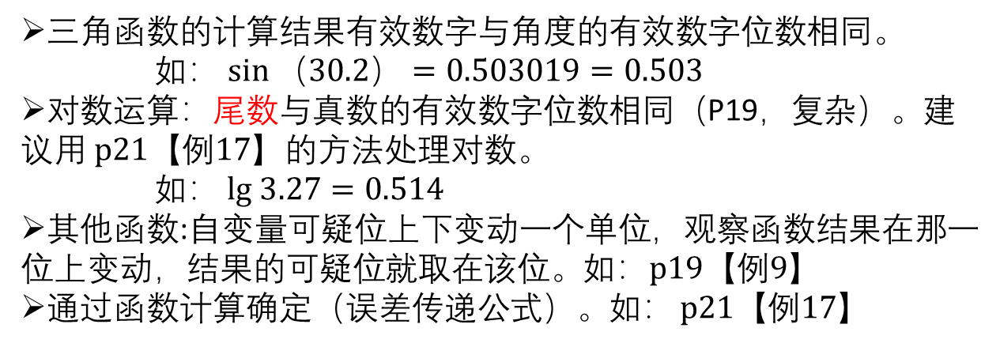 ➢三角函数的计算结果有效数字与角度的有效数字位数相同。
如： sin （30.2） = 0.503019 = 0.503
➢对数运算：尾数与真数的有效数字位数相同（P19，复杂）。建
议用 p21【例17】的方法处理对数。
如： lg 3.27 = 0.514
➢其他函数:自变量可疑位上下变动一个单位，观察函数结果在那一
位上变动，结果的可疑位就取在该位。如：p19【例9】
➢通过函数计算确定（误差传递公式）。如： p21【例17】